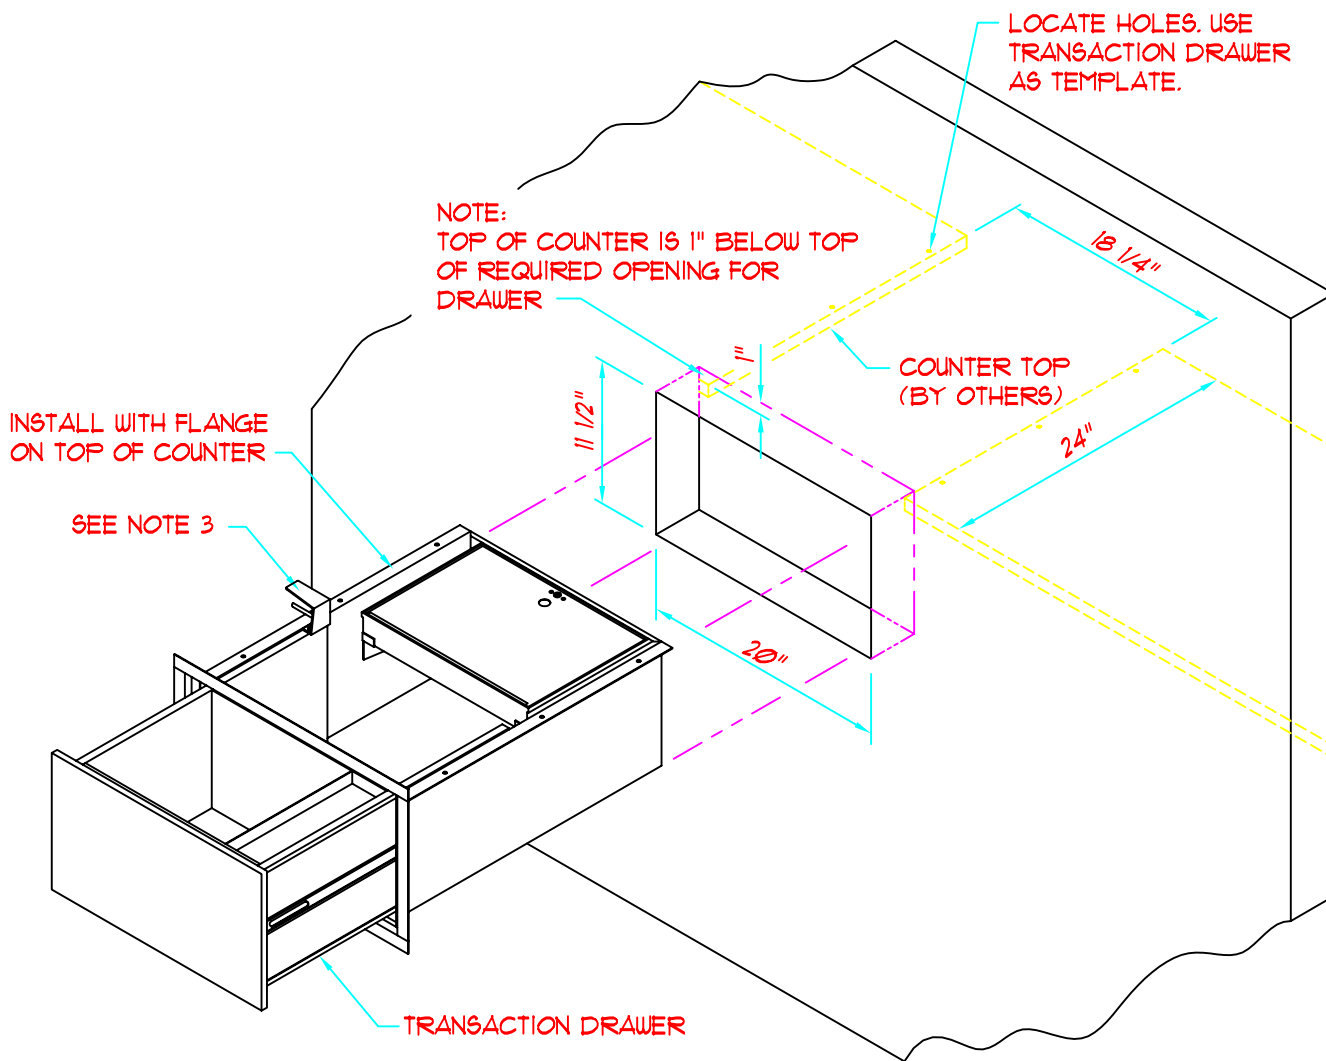 LOCATE HOLES. USE
TRANSACTION DRAWER
AS TEMPLATE.
NOTE:
TOP OF COUNTER IS 1" BELOW TOP
OF REQUIRED OPENING FOR
DRAWER
18 1/4"
1"
COUNTER TOP
(BY OTHERS)
11 1/2"
24"
INSTALL WITH FLANGE
ON TOP OF COUNTER
SEE NOTE 3
20"
TRANSACTION DRAWER